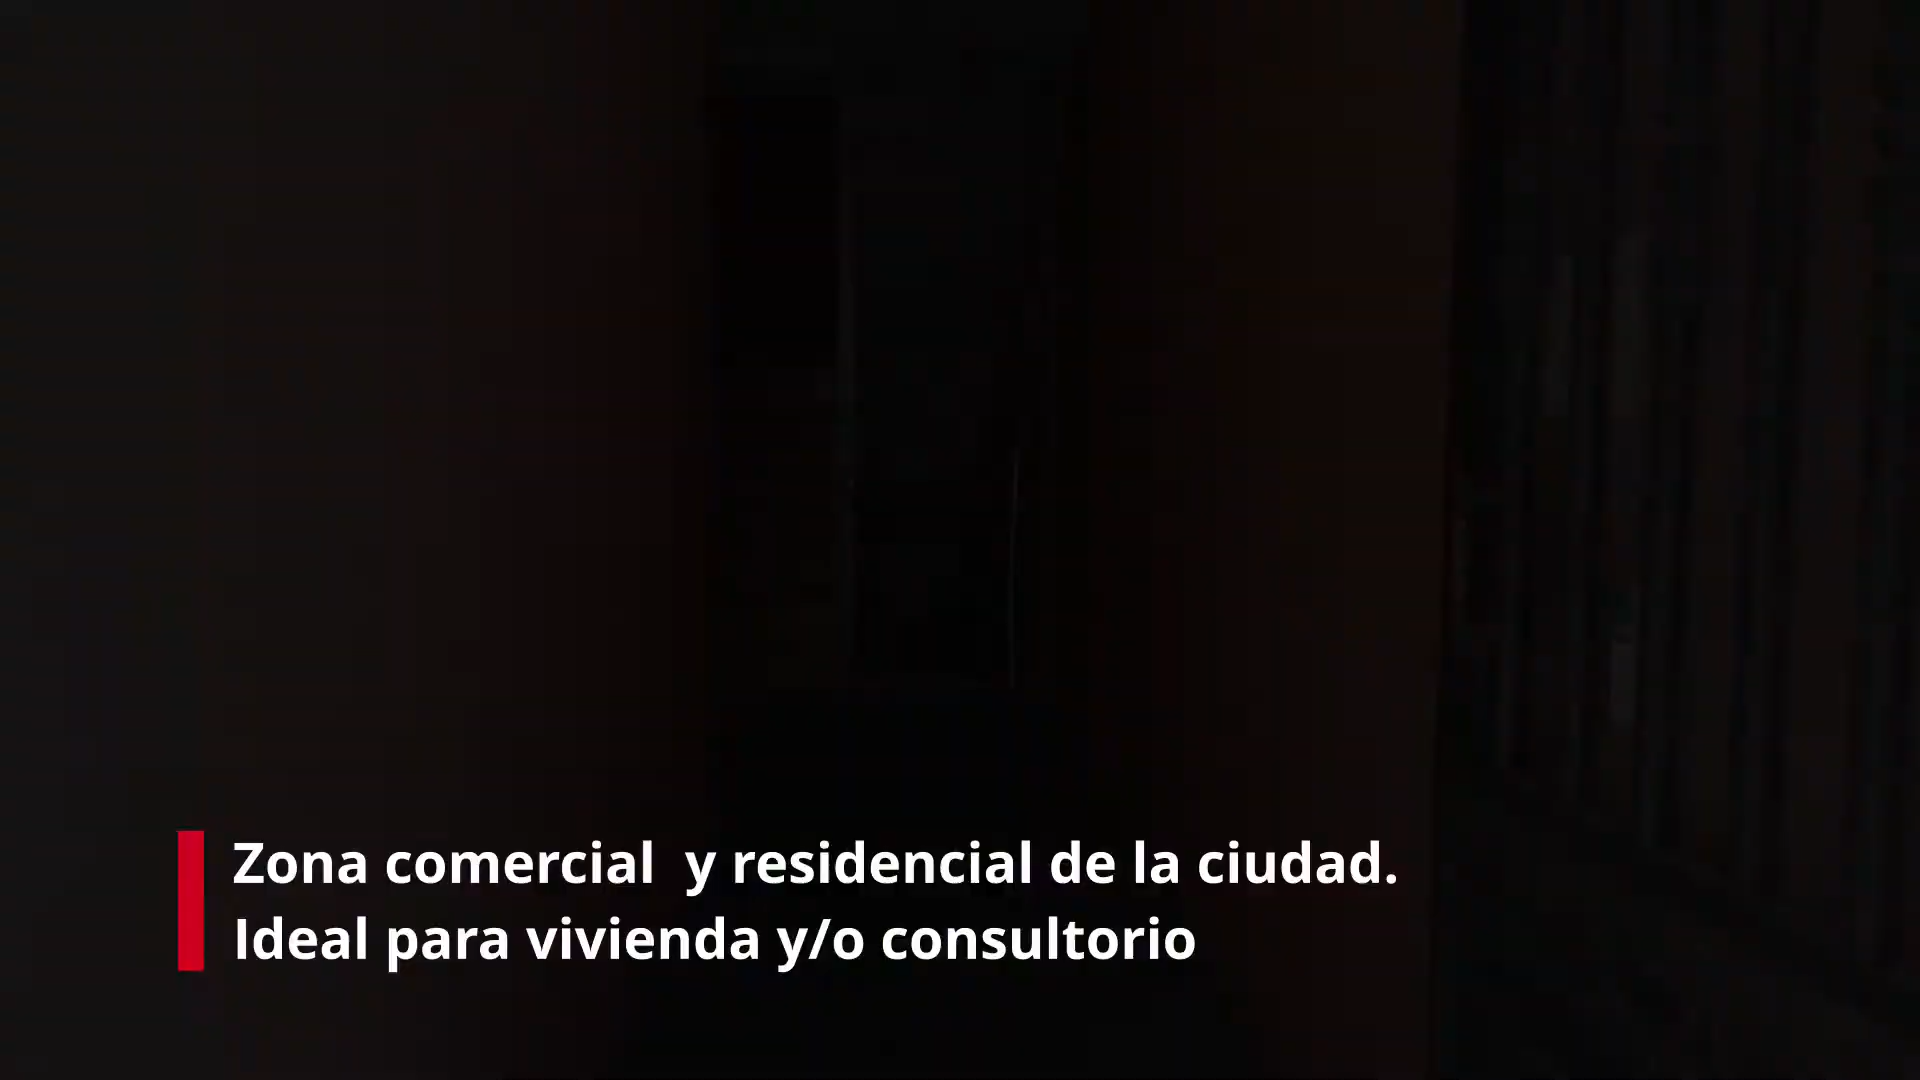 Zona comercial  y residencial de la ciudad.
Ideal para vivienda y/o consultorio